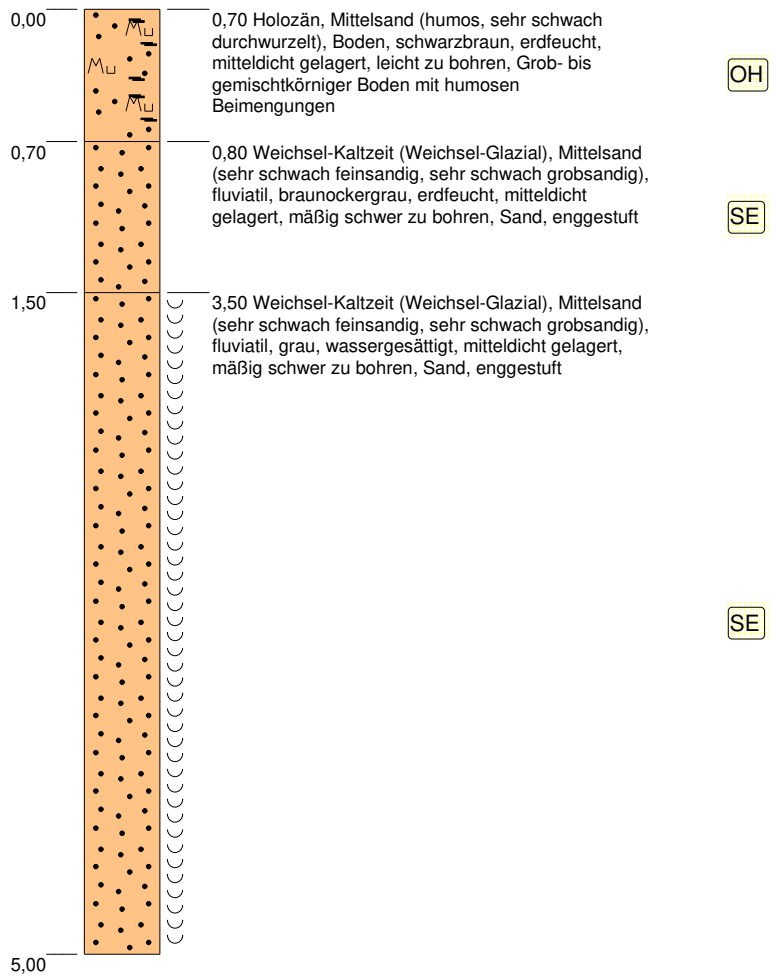 0,00
0,70 Holozän, Mittelsand (humos, sehr schwach
durchwurzelt), Boden, schwarzbraun, erdfeucht,
mitteldicht gelagert, leicht zu bohren, Grob- bis
gemischtkörniger Boden mit humosen
Beimengungen
OH
Mu
Mu
Mu
0,70
0,80 Weichsel-Kaltzeit (Weichsel-Glazial), Mittelsand
(sehr schwach feinsandig, sehr schwach grobsandig),
fluviatil, braunockergrau, erdfeucht, mitteldicht
gelagert, mäßig schwer zu bohren, Sand, enggestuft
SE
1,50
3,50 Weichsel-Kaltzeit (Weichsel-Glazial), Mittelsand
(sehr schwach feinsandig, sehr schwach grobsandig),
fluviatil, grau, wassergesättigt, mitteldicht gelagert,
mäßig schwer zu bohren, Sand, enggestuft
SE
5,00